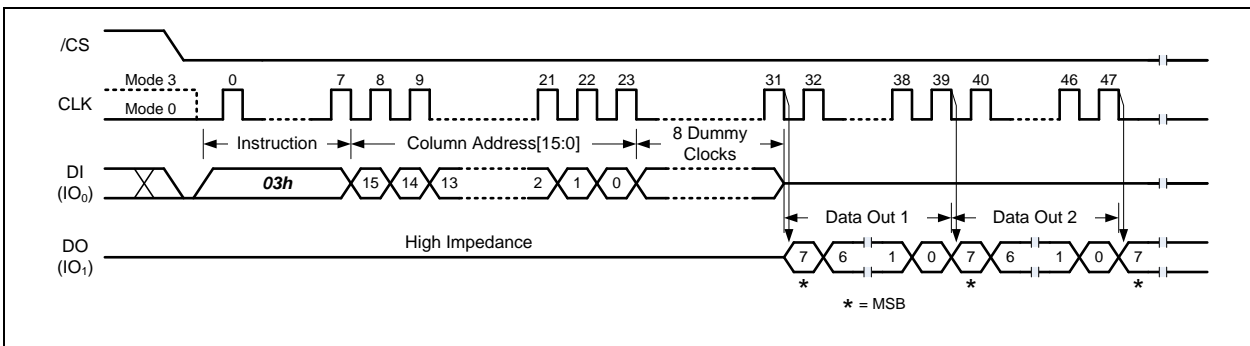 /CS
Mode 3
0 7 8 9 21 22 23 31 32 38 39 40 46 47
CLK
Mode 0
Instruction
Column Address[15:0]
8 Dummy
Clocks
DI
(IO0)
03h
15 14 13 2 1 0
Data Out 1
Data Out 2
DO
(IO1)
High Impedance
7 6 1 0 7 6 1 0 7
* * *
* = MSB